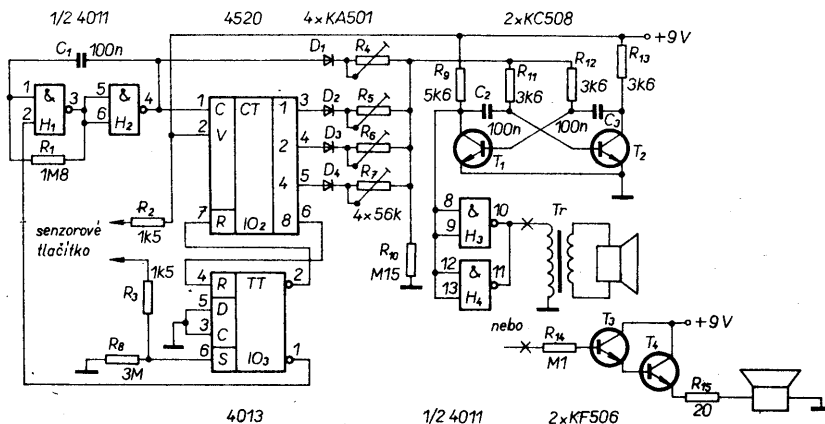 1/2 4011
4520
4×KA501
2×KC508
+9V
C1
100n
D1
R4
R9
5k6
C2
R11
3k6
R12
3k6
R13
3k6
1
2
&
H1
3
5
6
&
H2
4
1
C
CT
1
3
D2
R5
2
V
2
4
D3
R6
4
5
D4
R7
4×56k
100n
100n
C3
T1
T2
R1
1M8
7
R
IO2
8
6
R2
1k5
senzorové
tlačítko
1k5
R3
R10
M15
8
9
&
H3
10
Tr
12
13
&
H4
11
4
R
TT
2
5
D
3
C
6
S
IO3
1
R8
3M
nebo
R14
M1
T3
T4
+9V
R15
20
4013
1/2 4011
2×KF506